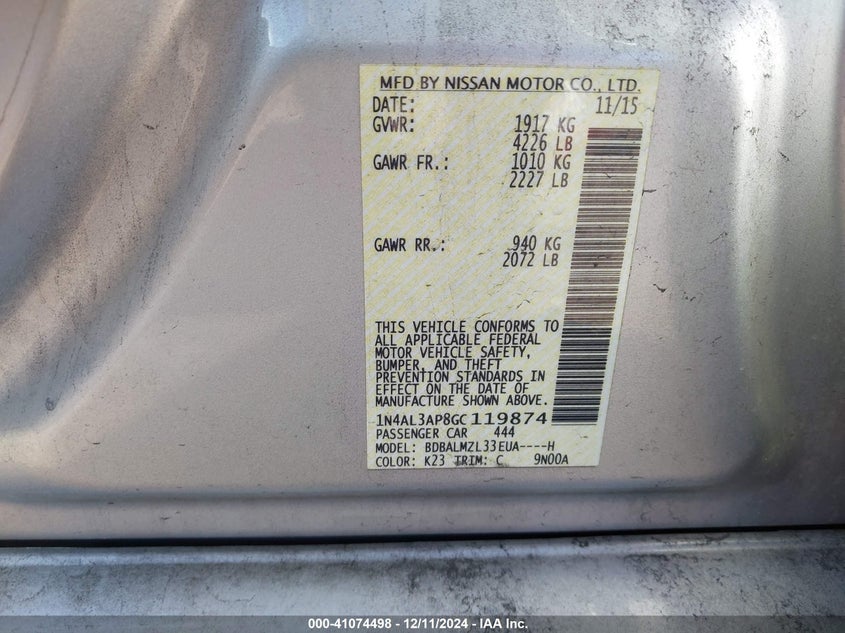 MFD BY NISSAN MOTOR CO., LTD.
DATE: 11/15
GVWR: 1917 KG
4226 LB
GAWR FR.: 1010 KG
2227 LB
GAWR RR.: 940 KG
2072 LB
THIS VEHICLE CONFORMS TO
ALL APPLICABLE FEDERAL
MOTOR VEHICLE SAFETY,
BUMPER, AND THEFT
PREVENTION STANDARDS IN
EFFECT ON THE DATE OF
MANUFACTURE SHOWN ABOVE.
1N4AL3AP8GC119874
PASSENGER CAR 444
MODEL: BDBALMZL33EUA----H
COLOR: K23 TRIM: C 9N00A
000-41074498 - 12/11/2024 - IAA Inc.